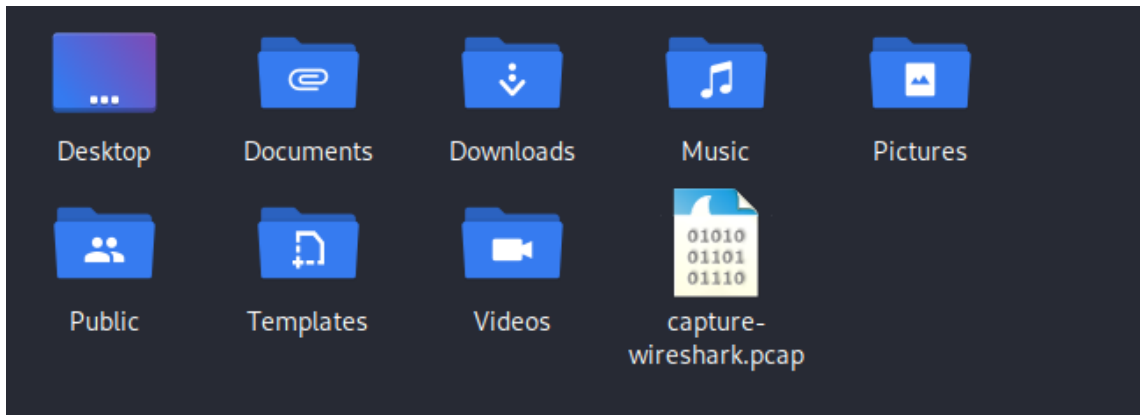 Desktop Documents Downloads Music Pictures
01010
01101
01110
Public Templates Videos capture-
wireshark.pcap